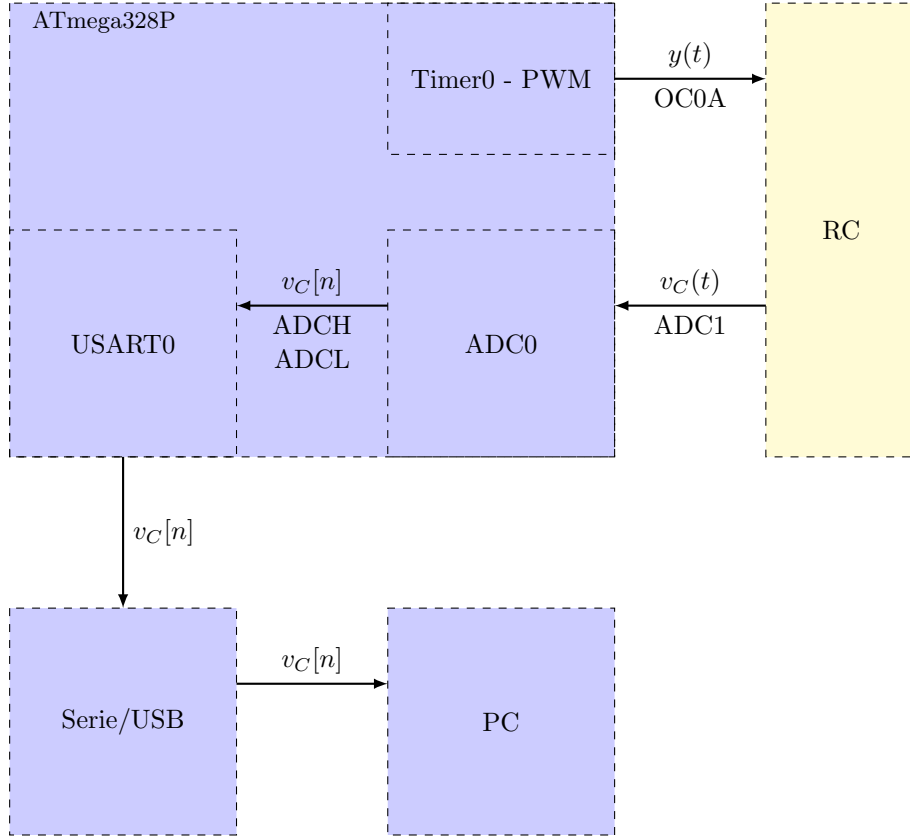 ATmega328P
Timer0 - PWM
y(t)
OC0A
RC
v_C[n]
ADCH
ADCL
v_C(t)
ADC1
USART0
ADC0
v_C[n]
v_C[n]
Serie/USB
PC